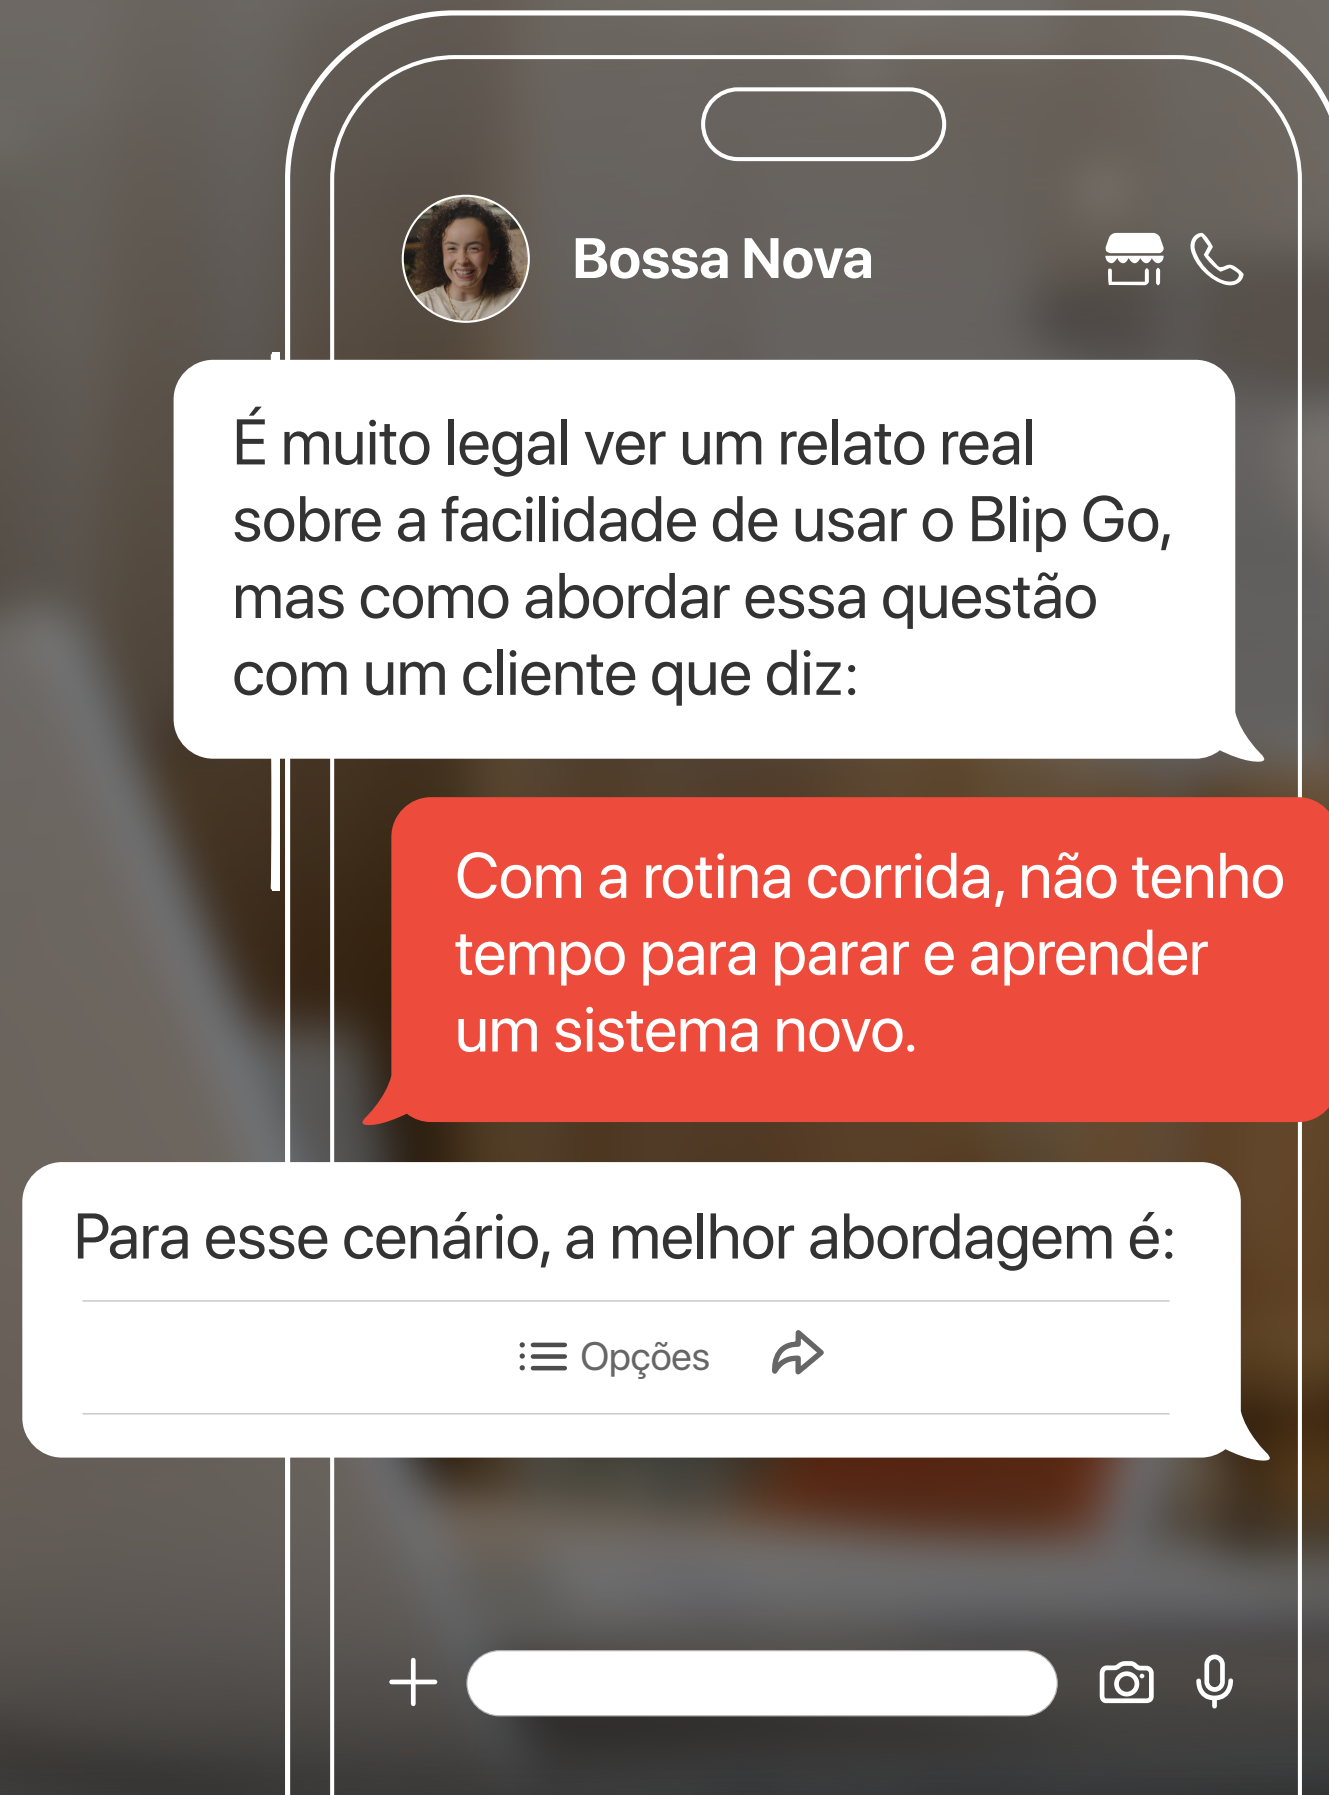 Bossa Nova
É muito legal ver um relato real
sobre a facilidade de usar o Blip Go,
mas como abordar essa questão
com um cliente que diz:
Com a rotina corrida, não tenho
tempo para parar e aprender
um sistema novo.
Para esse cenário, a melhor abordagem é:
Opções